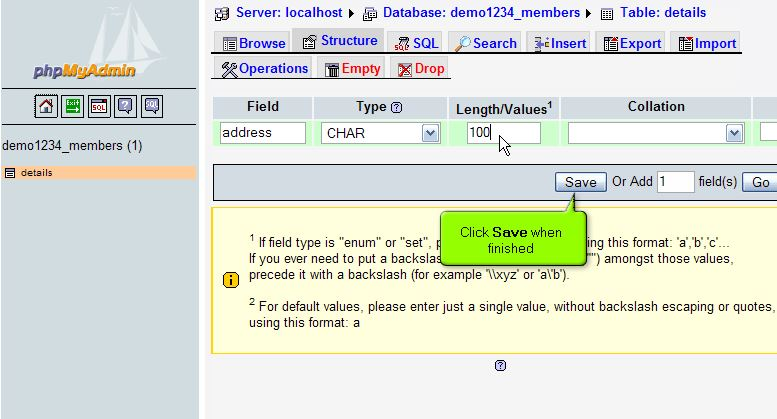 Server: localhost Database: demo1234_members Table: details
Browse Structure SQL Search Insert Export Import
Operations Empty Drop
phpMyAdmin
SQL ? SQL
demo1234_members (1)
details
Field Type ? Length/Values1 Collation
address CHAR 100
Save Or Add 1 field(s) Go
Click Save when
finished
1 If field type is "enum" or "set", p ing this format: 'a','b','c'...
If you ever need to put a backslas "") amongst those values,
precede it with a backslash (for example '\\xyz' or 'a\'b').
2 For default values, please enter just a single value, without backslash escaping or quotes,
using this format: a
?